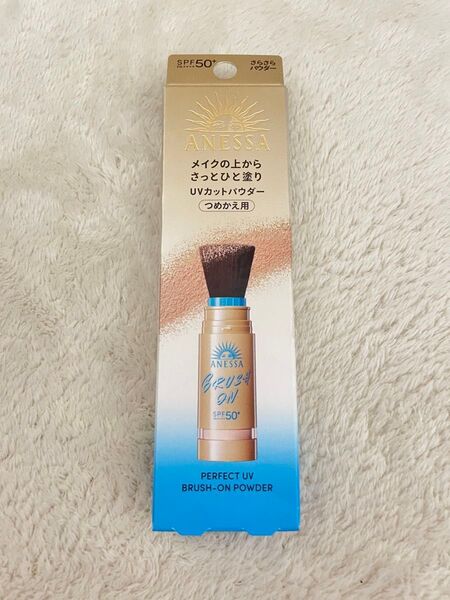 SPF50+
PA++++
さらさら
パウダー
ANESSA
メイクの上から
さっとひと塗り
UVカットパウダー
つめかえ用
ANESSA
BRUSH
ON
SPF50+
PERFECT UV
BRUSH-ON POWDER